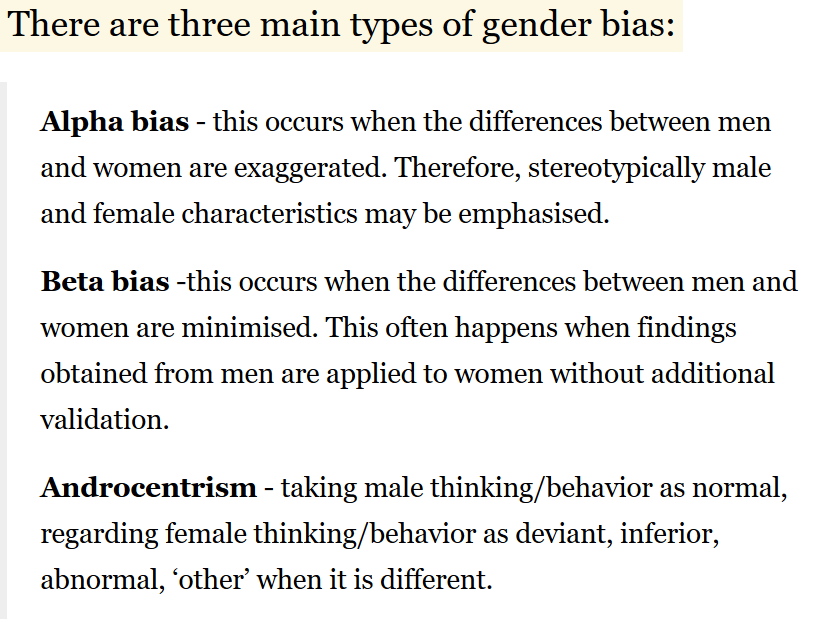 There are three main types of gender bias:
Alpha bias - this occurs when the differences between men
and women are exaggerated. Therefore, stereotypically male
and female characteristics may be emphasised.
Beta bias -this occurs when the differences between men and
women are minimised. This often happens when findings
obtained from men are applied to women without additional
validation.
Androcentrism - taking male thinking/behavior as normal,
regarding female thinking/behavior as deviant, inferior,
abnormal, ‘other’ when it is different.